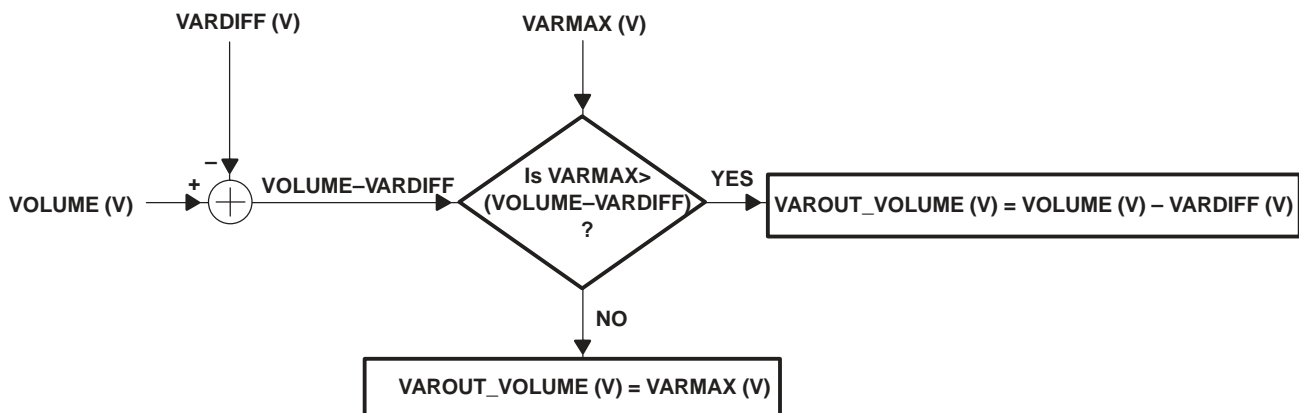 VARDIFF (V)
VARMAX (V)
–
+
VOLUME (V)
VOLUME–VARDIFF
Is VARMAX>
(VOLUME–VARDIFF)
?
YES
VAROUT_VOLUME (V) = VOLUME (V) – VARDIFF (V)
NO
VAROUT_VOLUME (V) = VARMAX (V)